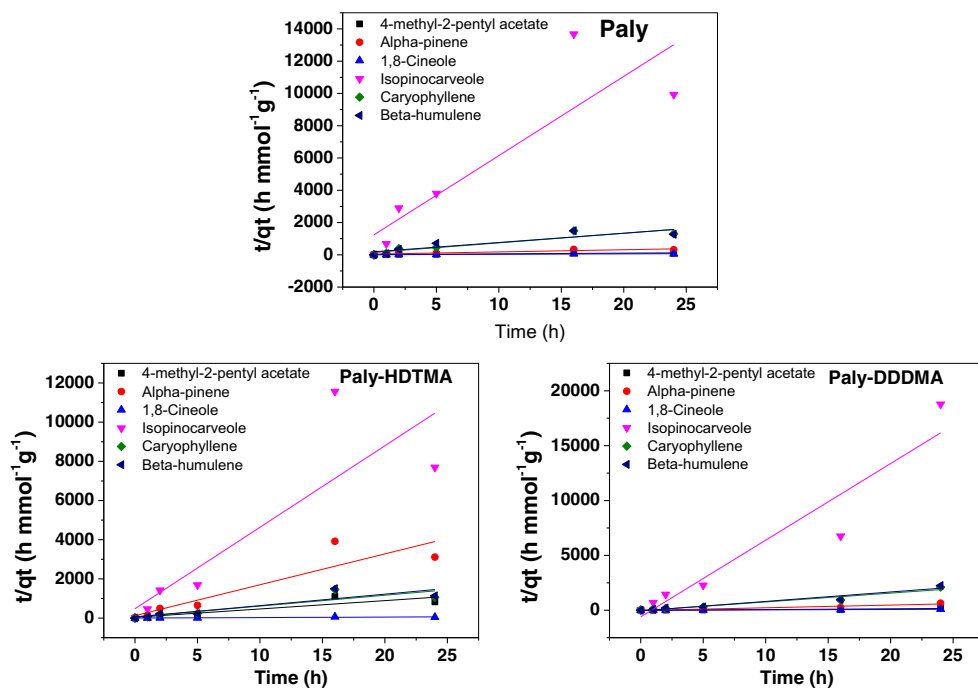 Paly
4-methyl-2-pentyl acetate
Alpha-pinene
1,8-Cineole
Isopinocarveole
Caryophyllene
Beta-humulene
t/qt (h mmol⁻¹g⁻¹)
14000
12000
10000
8000
6000
4000
2000
0
-2000
0 5 10 15 20 25
Time (h)
Paly-HDTMA
4-methyl-2-pentyl acetate
Alpha-pinene
1,8-Cineole
Isopinocarveole
Caryophyllene
Beta-humulene
t/qt (h mmol⁻¹g⁻¹)
12000
10000
8000
6000
4000
2000
0
0 5 10 15 20 25
Time (h)
Paly-DDDMA
4-methyl-2-pentyl acetate
Alpha-pinene
1,8-Cineole
Isopinocarveole
Caryophyllene
Beta-humulene
t/qt (h mmol⁻¹g⁻¹)
20000
15000
10000
5000
0
0 5 10 15 20 25
Time (h)